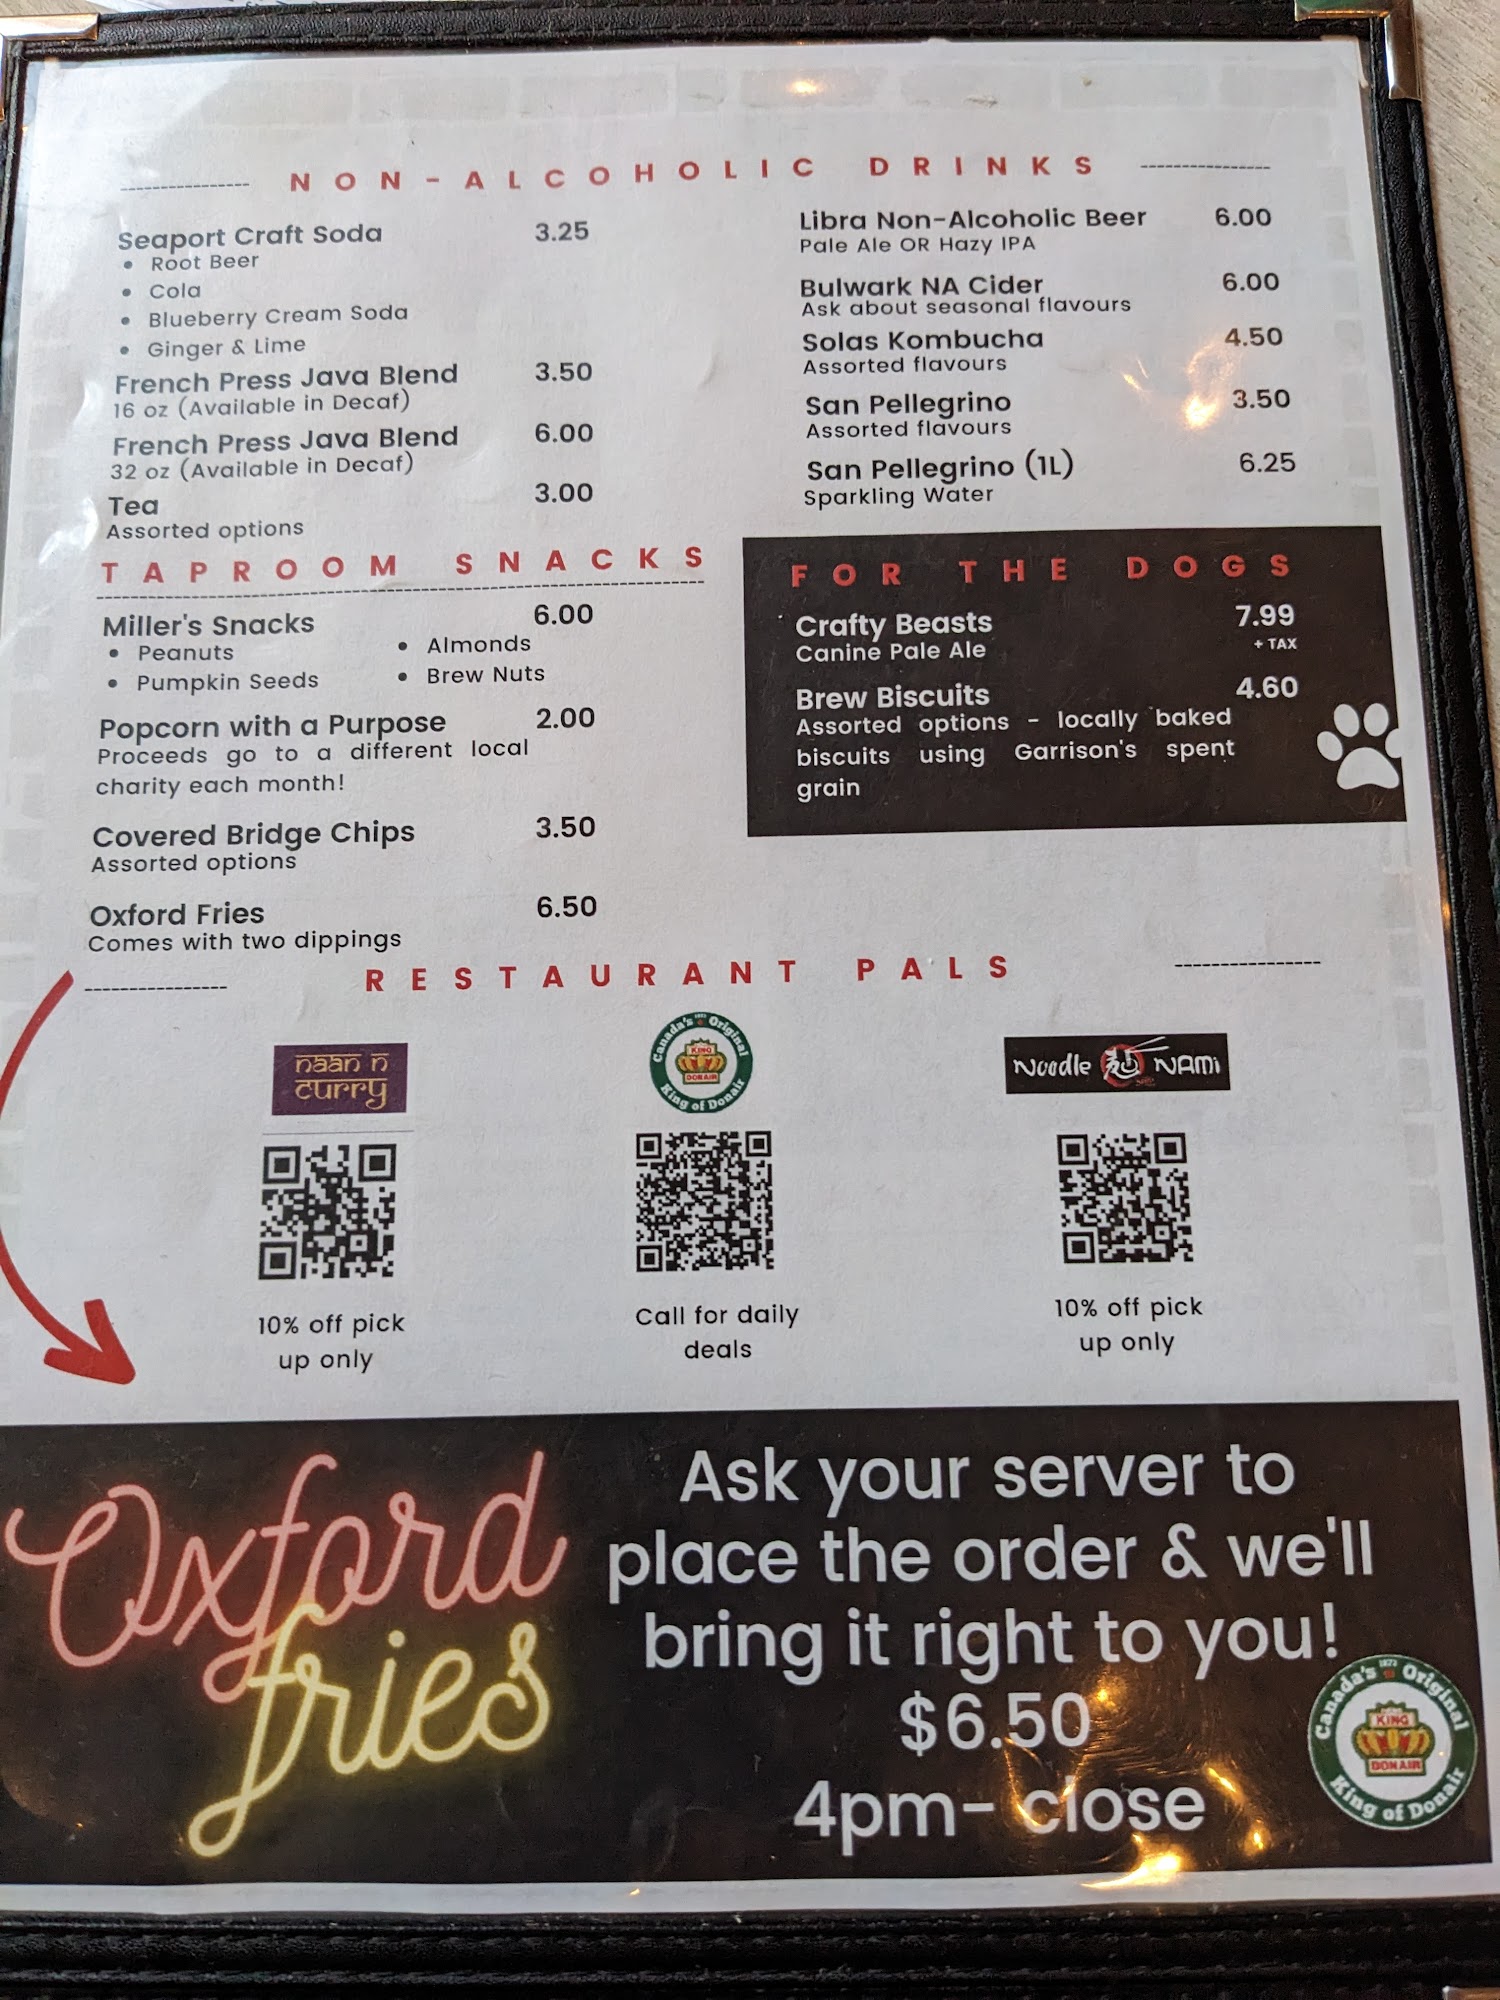 NON-ALCOHOLIC DRINKS
Seaport Craft Soda 3.25
• Root Beer
• Cola
• Blueberry Cream Soda
• Ginger & Lime
French Press Java Blend 3.50
16 oz (Available in Decaf)
French Press Java Blend 6.00
32 oz (Available in Decaf)
Tea 3.00
Assorted options
Libra Non-Alcoholic Beer 6.00
Pale Ale OR Hazy IPA
Bulwark NA Cider 6.00
Ask about seasonal flavours
Solas Kombucha 4.50
Assorted flavours
San Pellegrino 3.50
Assorted flavours
San Pellegrino (1L) 6.25
Sparkling Water
TAPROOM SNACKS
Miller's Snacks 6.00
• Peanuts • Almonds
• Pumpkin Seeds • Brew Nuts
Popcorn with a Purpose 2.00
Proceeds go to a different local
charity each month!
Covered Bridge Chips 3.50
Assorted options
Oxford Fries 6.50
Comes with two dippings
FOR THE DOGS
Crafty Beasts 7.99
Canine Pale Ale + TAX
Brew Biscuits 4.60
Assorted options - locally baked
biscuits using Garrison's spent
grain
RESTAURANT PALS
naan n
curry
Canada's Original
1973
KING
DONAIR
King of Donair
Noodle NAMi
10% off pick
up only
Call for daily
deals
10% off pick
up only
Oxford
fries
Ask your server to
place the order & we'll
bring it right to you!
$6.50
4pm- close
Canada's Original
1973
KING
DONAIR
King of Donair